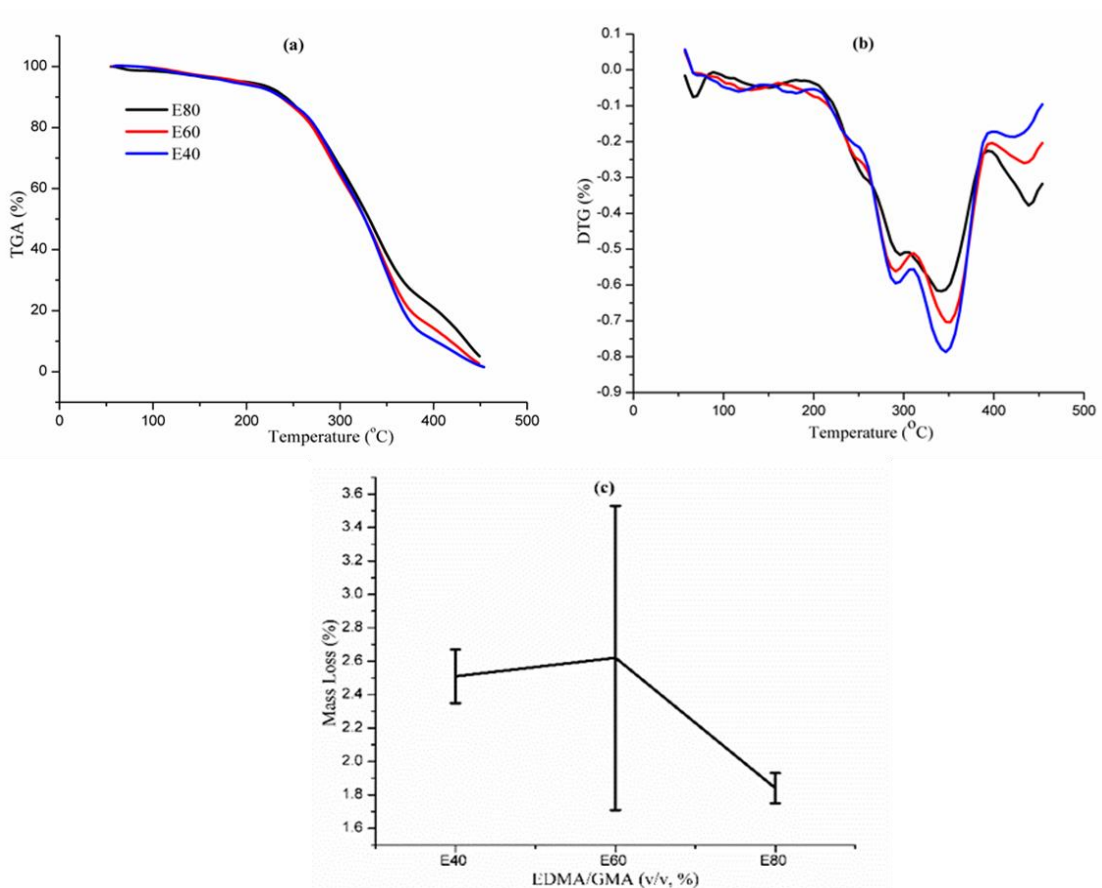 (a)
100
80
60
40
20
0
TGA (%)
E80
E60
E40
0
100
200
300
400
500
Temperature (°C)
(b)
0.1
0.0
-0.1
-0.2
-0.3
-0.4
-0.5
-0.6
-0.7
-0.8
-0.9
DTG (%)
0
100
200
300
400
500
Temperature (°C)
(c)
3.6
3.4
3.2
3.0
2.8
2.6
2.4
2.2
2.0
1.8
1.6
Mass Loss (%)
E40
E60
E80
EDMA/GMA (v/v, %)